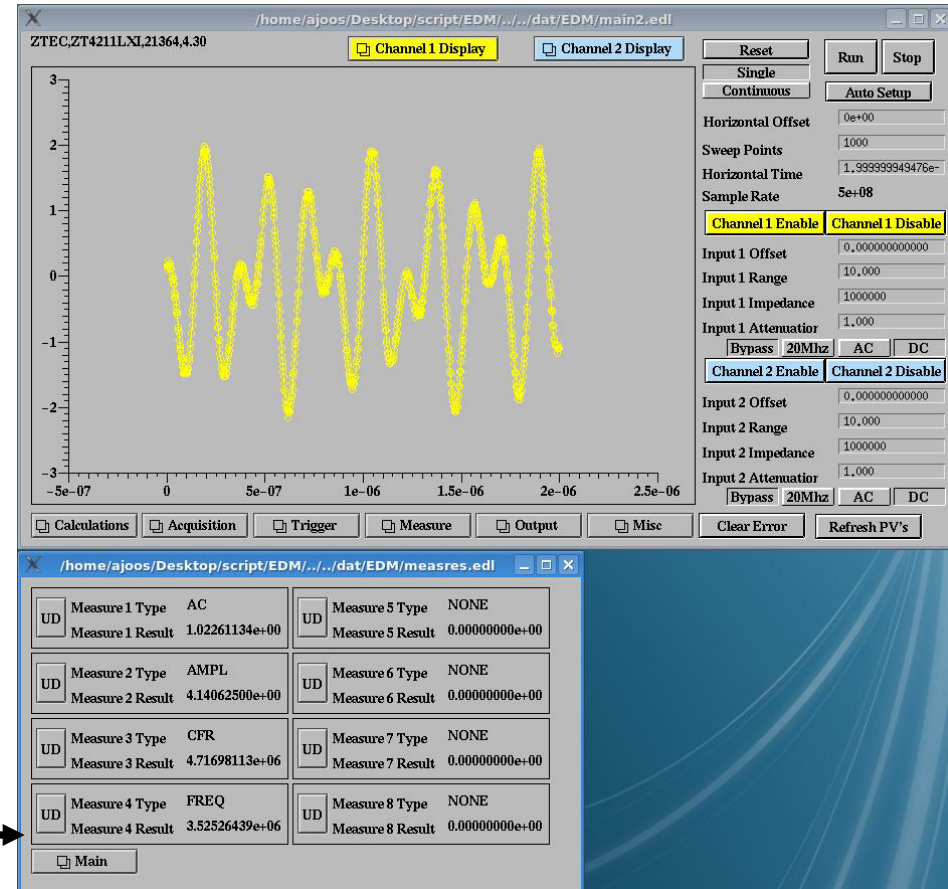 /home/ajoos/Desktop/script/EDM/../../dat/EDM/main2.edl
ZTEC,ZT4211LXI,21364,4.30
Channel 1 Display
Channel 2 Display
Reset
Single
Continuous
Run
Stop
Auto Setup
3
2
1
0
-1
-2
-3
-5e-07
0
5e-07
1e-06
1.5e-06
2e-06
2.5e-06
Horizontal Offset 0e+00
Sweep Points 1000
Horizontal Time 1.999999949476e-
Sample Rate 5e+08
Channel 1 Enable Channel 1 Disable
Input 1 Offset 0.000000000000
Input 1 Range 10.000
Input 1 Impedance 1000000
Input 1 Attenuatior 1.000
Bypass 20Mhz AC DC
Channel 2 Enable Channel 2 Disable
Input 2 Offset 0.000000000000
Input 2 Range 10.000
Input 2 Impedance 1000000
Input 2 Attenuatior 1.000
Bypass 20Mhz AC DC
Calculations Acquisition Trigger Measure Output Misc
Clear Error Refresh PV's
/home/ajoos/Desktop/script/EDM/../../dat/EDM/measres.edl
UD Measure 1 Type AC
Measure 1 Result 1.02261134e+00
UD Measure 5 Type NONE
Measure 5 Result 0.00000000e+00
UD Measure 2 Type AMPL
Measure 2 Result 4.14062500e+00
UD Measure 6 Type NONE
Measure 6 Result 0.00000000e+00
UD Measure 3 Type CFR
Measure 3 Result 4.71698113e+06
UD Measure 7 Type NONE
Measure 7 Result 0.00000000e+00
UD Measure 4 Type FREQ
Measure 4 Result 3.52526439e+06
UD Measure 8 Type NONE
Measure 8 Result 0.00000000e+00
Main